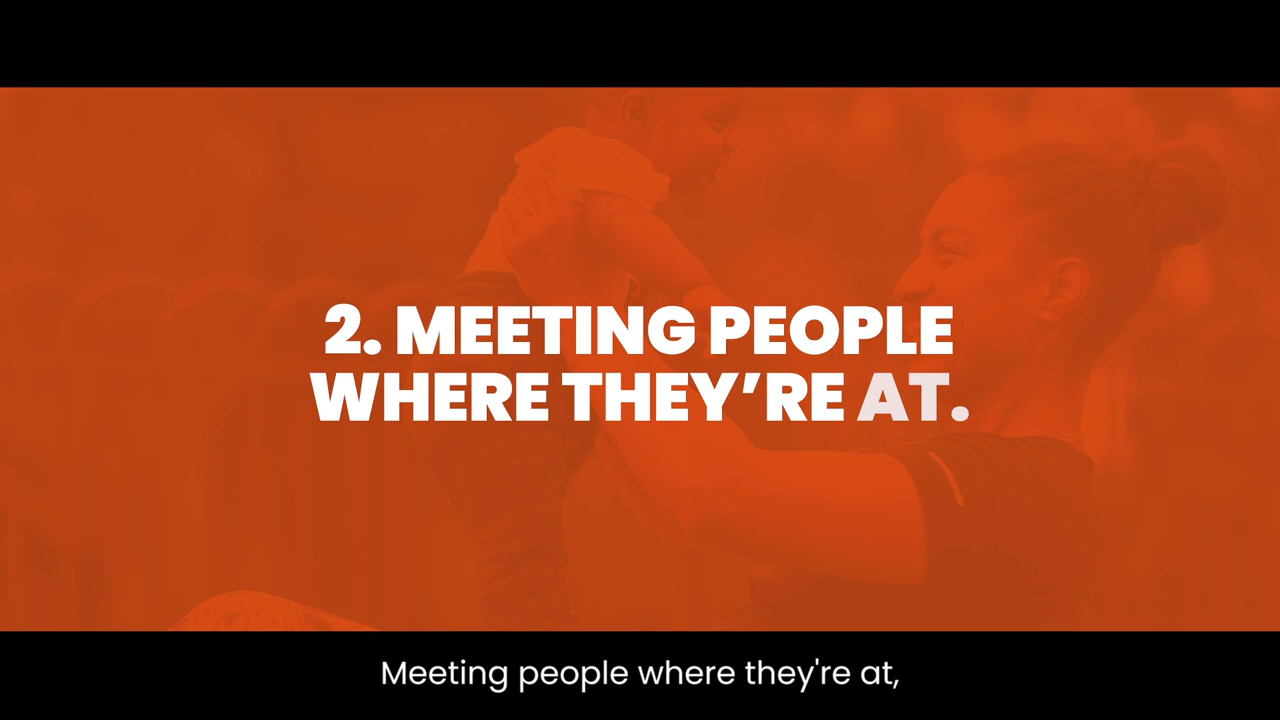 2. MEETING PEOPLE
WHERE THEY’RE AT.
Meeting people where they're at,